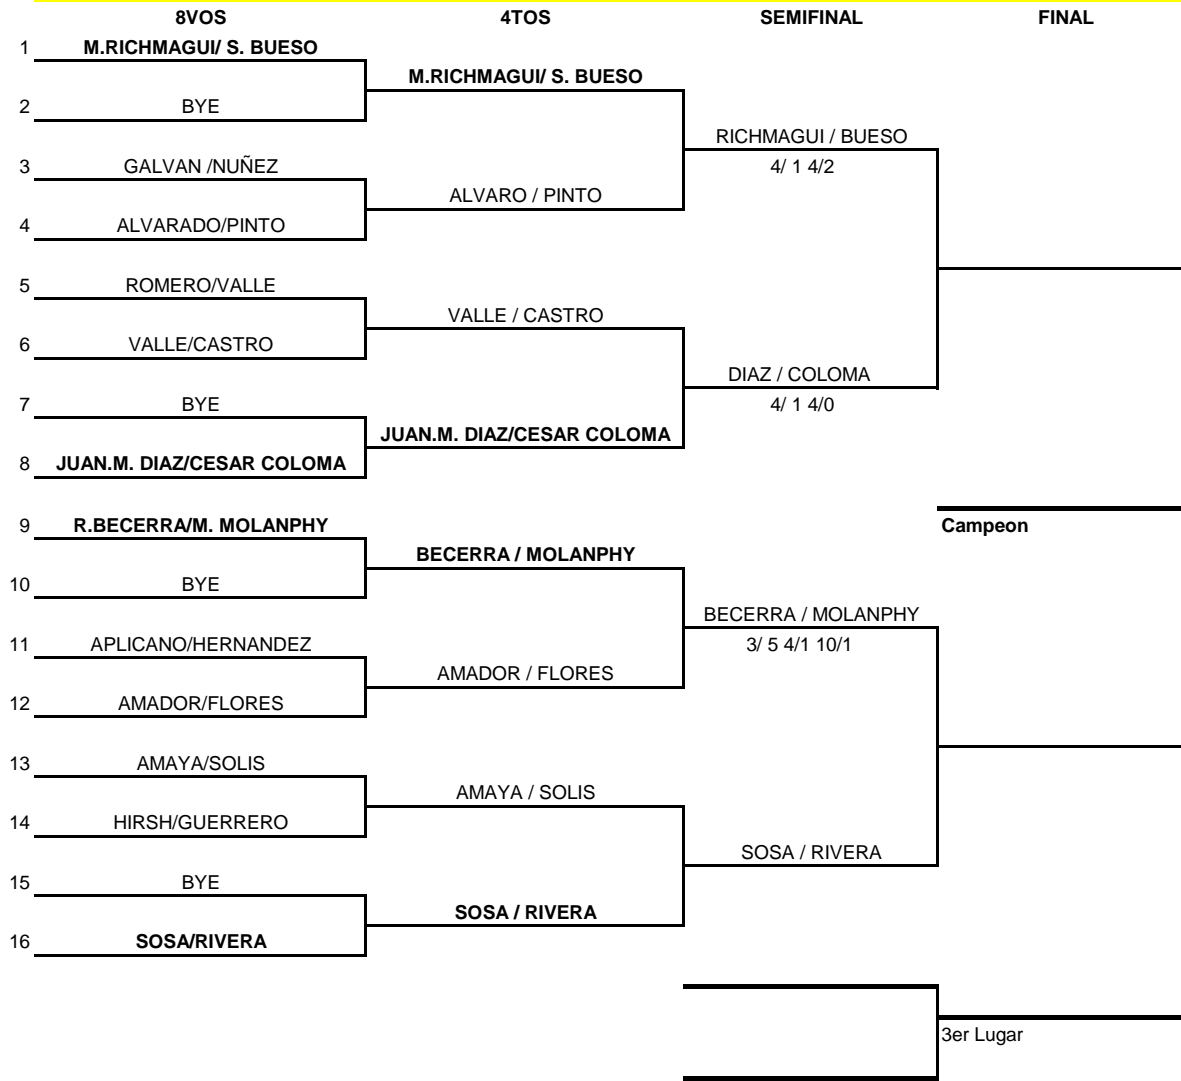 8VOS 4TOS SEMIFINAL FINAL
1 M.RICHMAGUI/ S. BUESO
M.RICHMAGUI/ S. BUESO
2 BYE
RICHMAGUI / BUESO
3 GALVAN /NUÑEZ 4/ 1 4/2
ALVARO / PINTO
4 ALVARADO/PINTO
5 ROMERO/VALLE
VALLE / CASTRO
6 VALLE/CASTRO
DIAZ / COLOMA
7 BYE 4/ 1 4/0
JUAN.M. DIAZ/CESAR COLOMA
8 JUAN.M. DIAZ/CESAR COLOMA
9 R.BECERRA/M. MOLANPHY Campeon
BECERRA / MOLANPHY
10 BYE
BECERRA / MOLANPHY
11 APLICANO/HERNANDEZ 3/ 5 4/1 10/1
AMADOR / FLORES
12 AMADOR/FLORES
13 AMAYA/SOLIS
AMAYA / SOLIS
14 HIRSH/GUERRERO
SOSA / RIVERA
15 BYE
SOSA / RIVERA
16 SOSA/RIVERA
3er Lugar